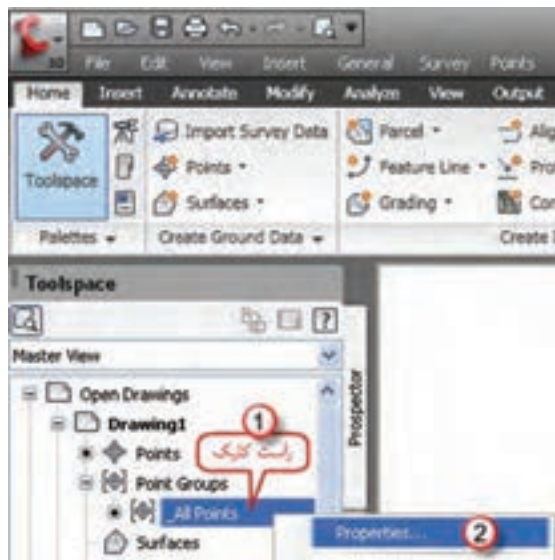 3D File Edit View Insert General Survey Points
Home Insert Annotate Modify Analyze View Output
Toolspace
Import Survey Data
Points
Surfaces
Parcel
Feature Line
Grading
Palettes
Create Ground Data
Create
Toolspace
Master View
Prospector
Open Drawings
Drawing1
1
راست کلیک
Points
Point Groups
_All Points
Properties... 2
Surfaces